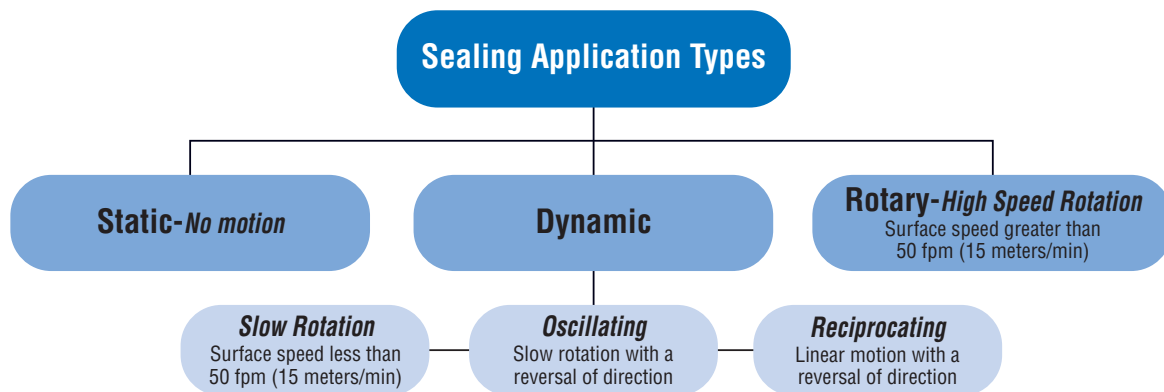 Sealing Application Types
Static-No motion
Dynamic
Rotary-High Speed Rotation
Surface speed greater than
50 fpm (15 meters/min)
Slow Rotation
Surface speed less than
50 fpm (15 meters/min)
Oscillating
Slow rotation with a
reversal of direction
Reciprocating
Linear motion with a
reversal of direction